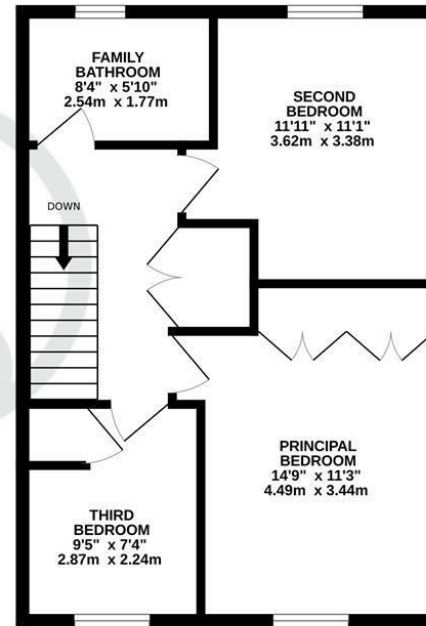 FAMILY
BATHROOM
8'4" x 5'10"
2.54m x 1.77m
SECOND
BEDROOM
11'11" x 11'1"
3.62m x 3.38m
DOWN
PRINCIPAL
BEDROOM
14'9" x 11'3"
4.49m x 3.44m
THIRD
BEDROOM
9'5" x 7'4"
2.87m x 2.24m